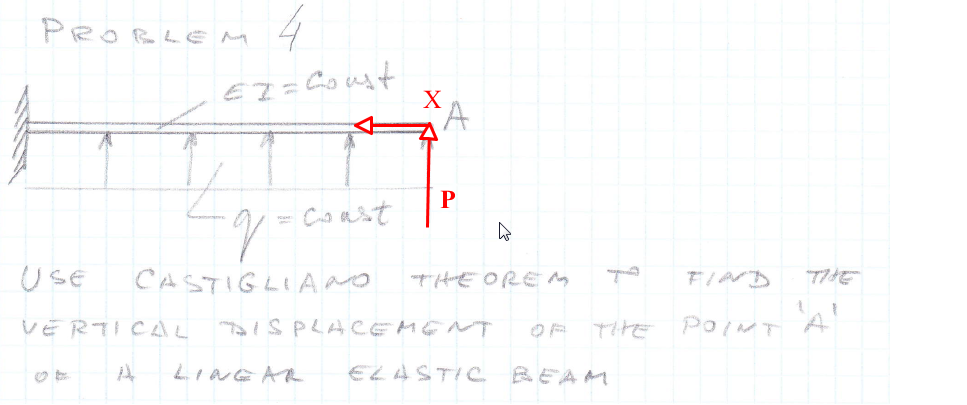 PROBLEM 4
EI = Const
X
A
P
q = const
USE CASTIGLIANO THEOREM TO FIND THE
VERTICAL DISPLACEMENT OF THE POINT 'A'
OF A LINEAR ELASTIC BEAM